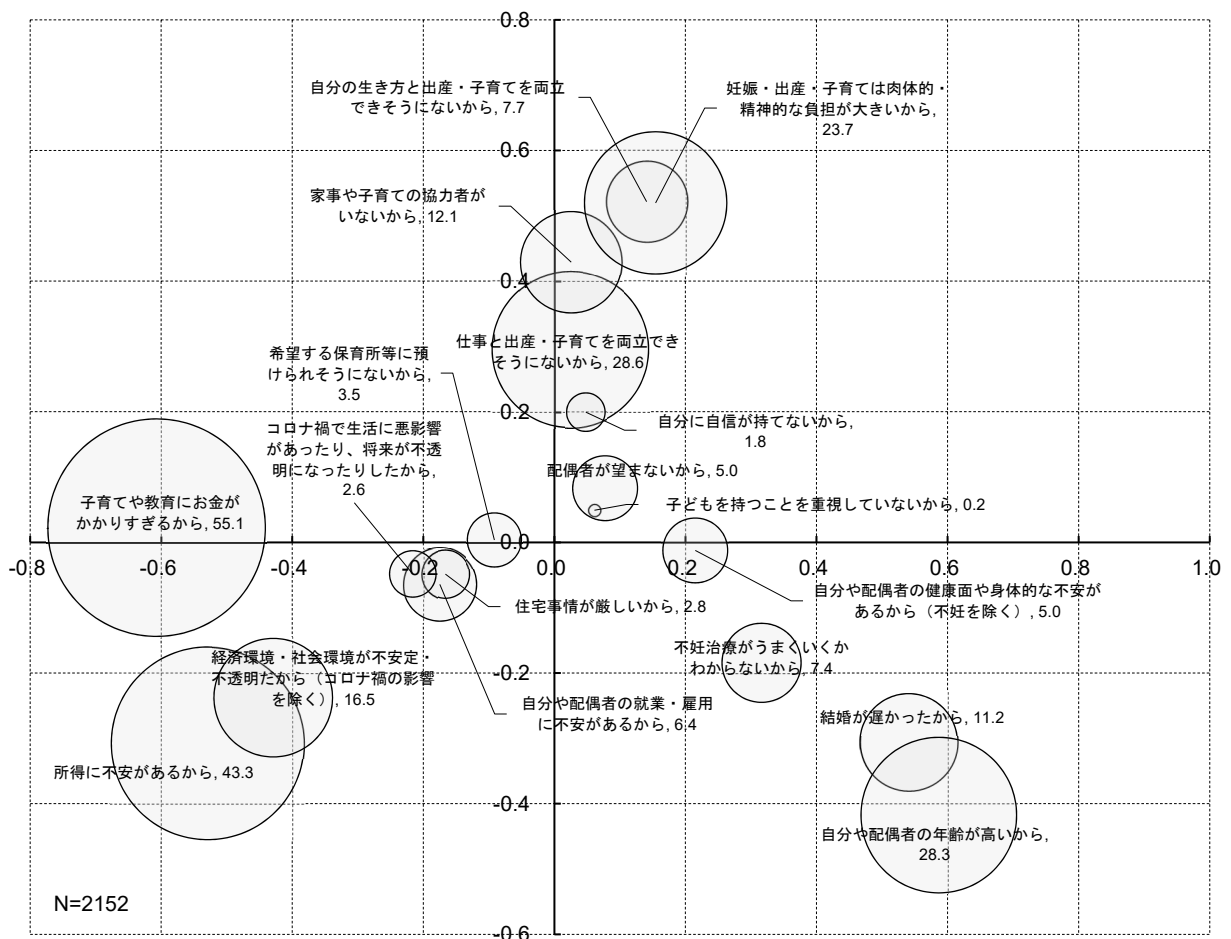 0.8
自分の生き方と出産・子育てを両立
できそうにないから, 7.7
妊娠・出産・子育ては肉体的・
精神的な負担が大きいから,
23.7
0.6
家事や子育ての協力者が
いないから, 12.1
0.4
仕事と出産・子育てを両立でき
そうにないから, 28.6
希望する保育所等に預
けられそうにないから,
3.5
0.2
自分に自信が持てないから,
1.8
コロナ禍で生活に悪影響
があったり、将来が不透
明になったりしたから,
2.6
配偶者が望まないから, 5.0
子育てや教育にお金が
かかりすぎるから, 55.1
子どもを持つことを重視していないから, 0.2
0.0
-0.8
-0.6
-0.4
-0.2
0.0
0.2
0.4
0.6
0.8
1.0
自分や配偶者の健康面や身体的な不安が
あるから（不妊を除く）, 5.0
住宅事情が厳しいから, 2.8
不妊治療がうまくいくか
わからないから, 7.4
経済環境・社会環境が不安定・
不透明だから（コロナ禍の影響
を除く）, 16.5
-0.2
自分や配偶者の就業・雇用
に不安があるから, 6.4
結婚が遅かったから, 11.2
所得に不安があるから, 43.3
-0.4
自分や配偶者の年齢が高いから,
28.3
N=2152
-0.6